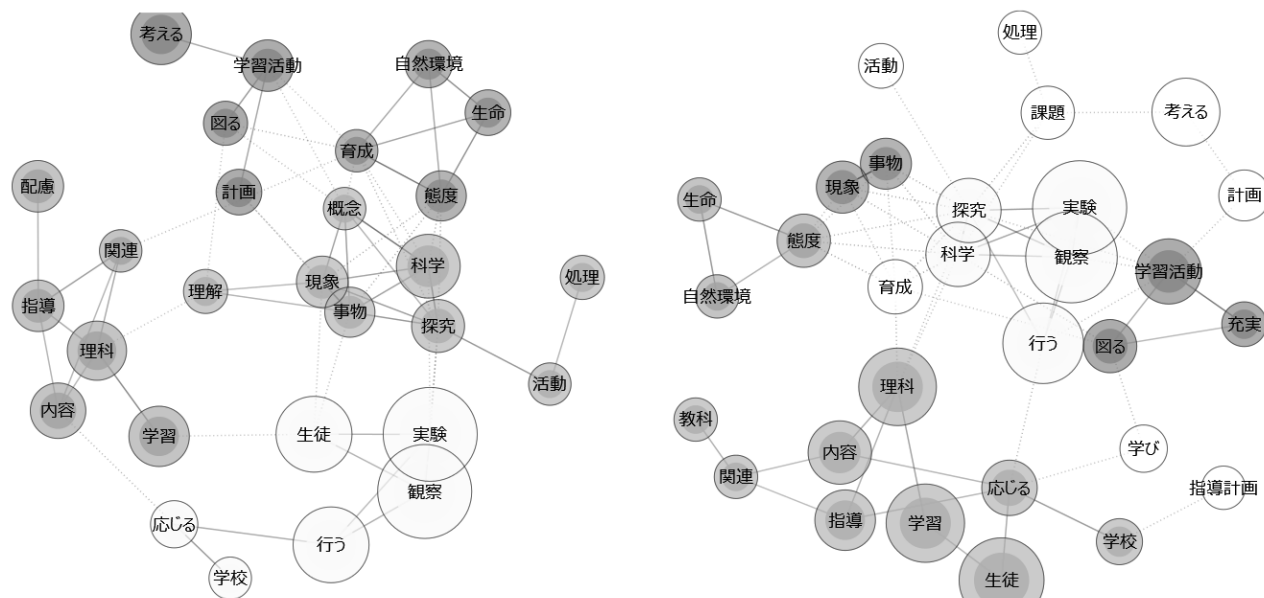 考える
学習活動
自然環境
生命
図る
育成
配慮
計画
態度
概念
関連
科学
処理
理解
現象
指導
事物
探究
理科
活動
内容
学習
生徒
実験
観察
応じる
行う
学校
処理
活動
課題
考える
事物
現象
生命
計画
探究
実験
態度
科学
観察
学習活動
自然環境
育成
充実
行う
図る
理科
教科
内容
学び
関連
応じる
指導計画
指導
学習
学校
生徒